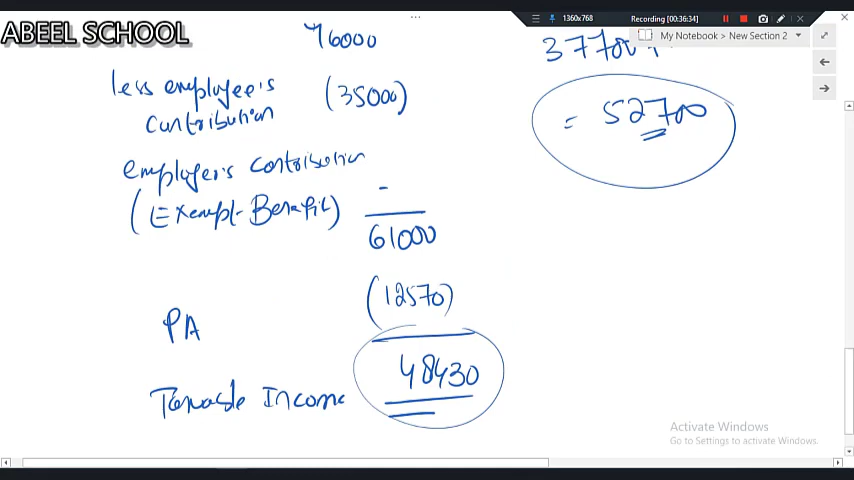 1360x768
Recording [00:36:34]
My Notebook > New Section 2
ABEEL SCHOOL
96000
37700 +
less employee's
contribution
(35000)
= 52700
employer's contribution
(Exempt-Benefit)
-
61000
PA
(12570)
Taxable Income
48430
Activate Windows
Go to Settings to activate Windows.